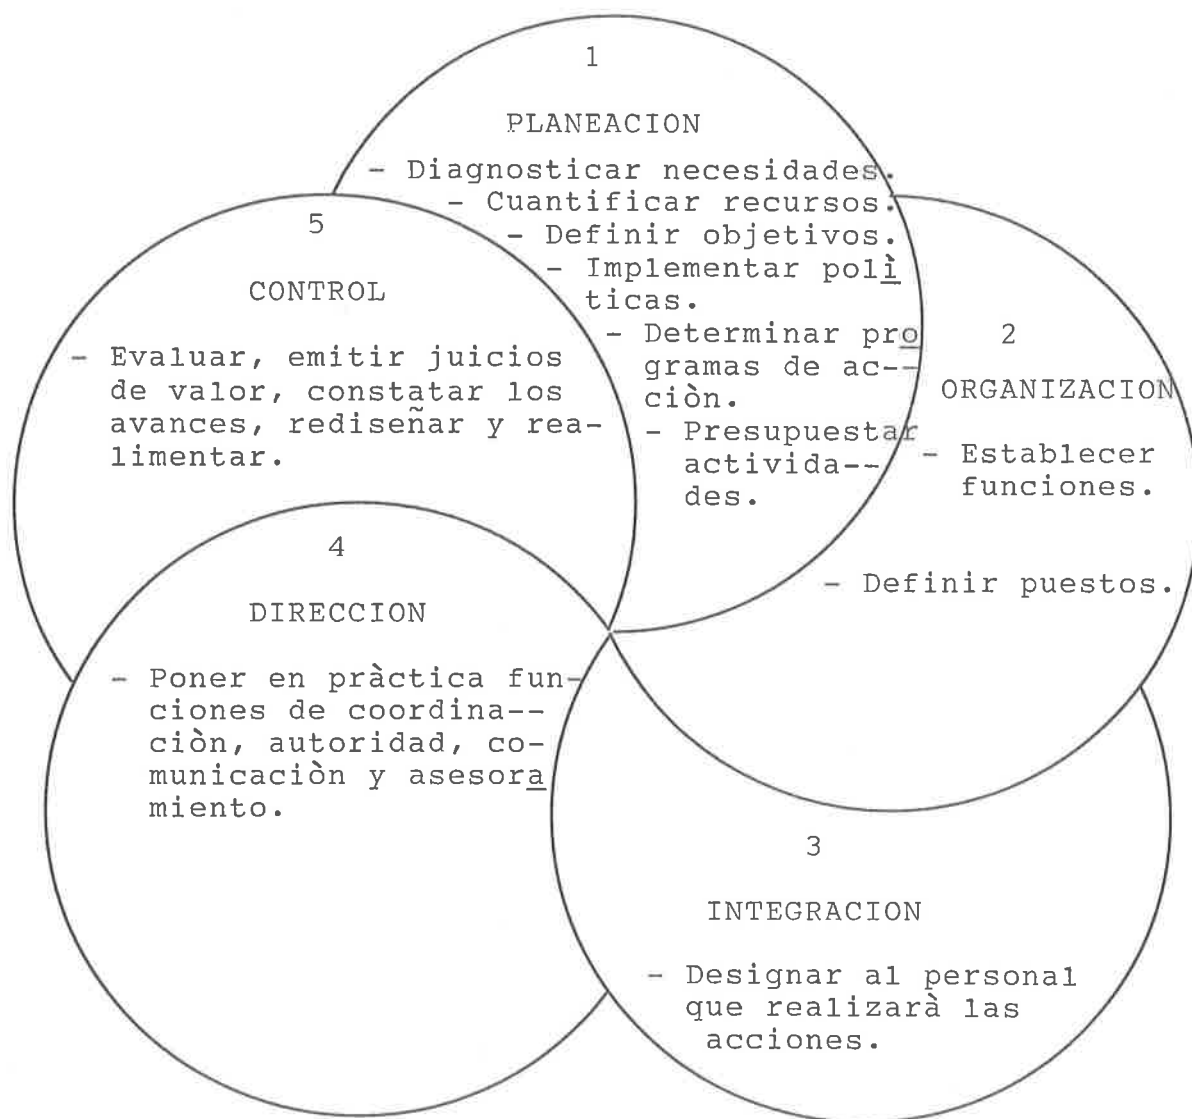 1
PLANEACION
- Diagnosticar necesidades.
- Cuantificar recursos.
- Definir objetivos.
- Implementar polì
ticas.
- Determinar pro
gramas de ac--
ciòn.
- Presupuestar
activida--
des.
2
ORGANIZACION
- Establecer
funciones.
- Definir puestos.
3
INTEGRACION
- Designar al personal
que realizarà las
acciones.
4
DIRECCION
- Poner en pràctica fun-
ciones de coordina--
ciòn, autoridad, co-
municaciòn y asesora
miento.
5
CONTROL
- Evaluar, emitir juicios
de valor, constatar los
avances, rediseñar y rea-
limentar.